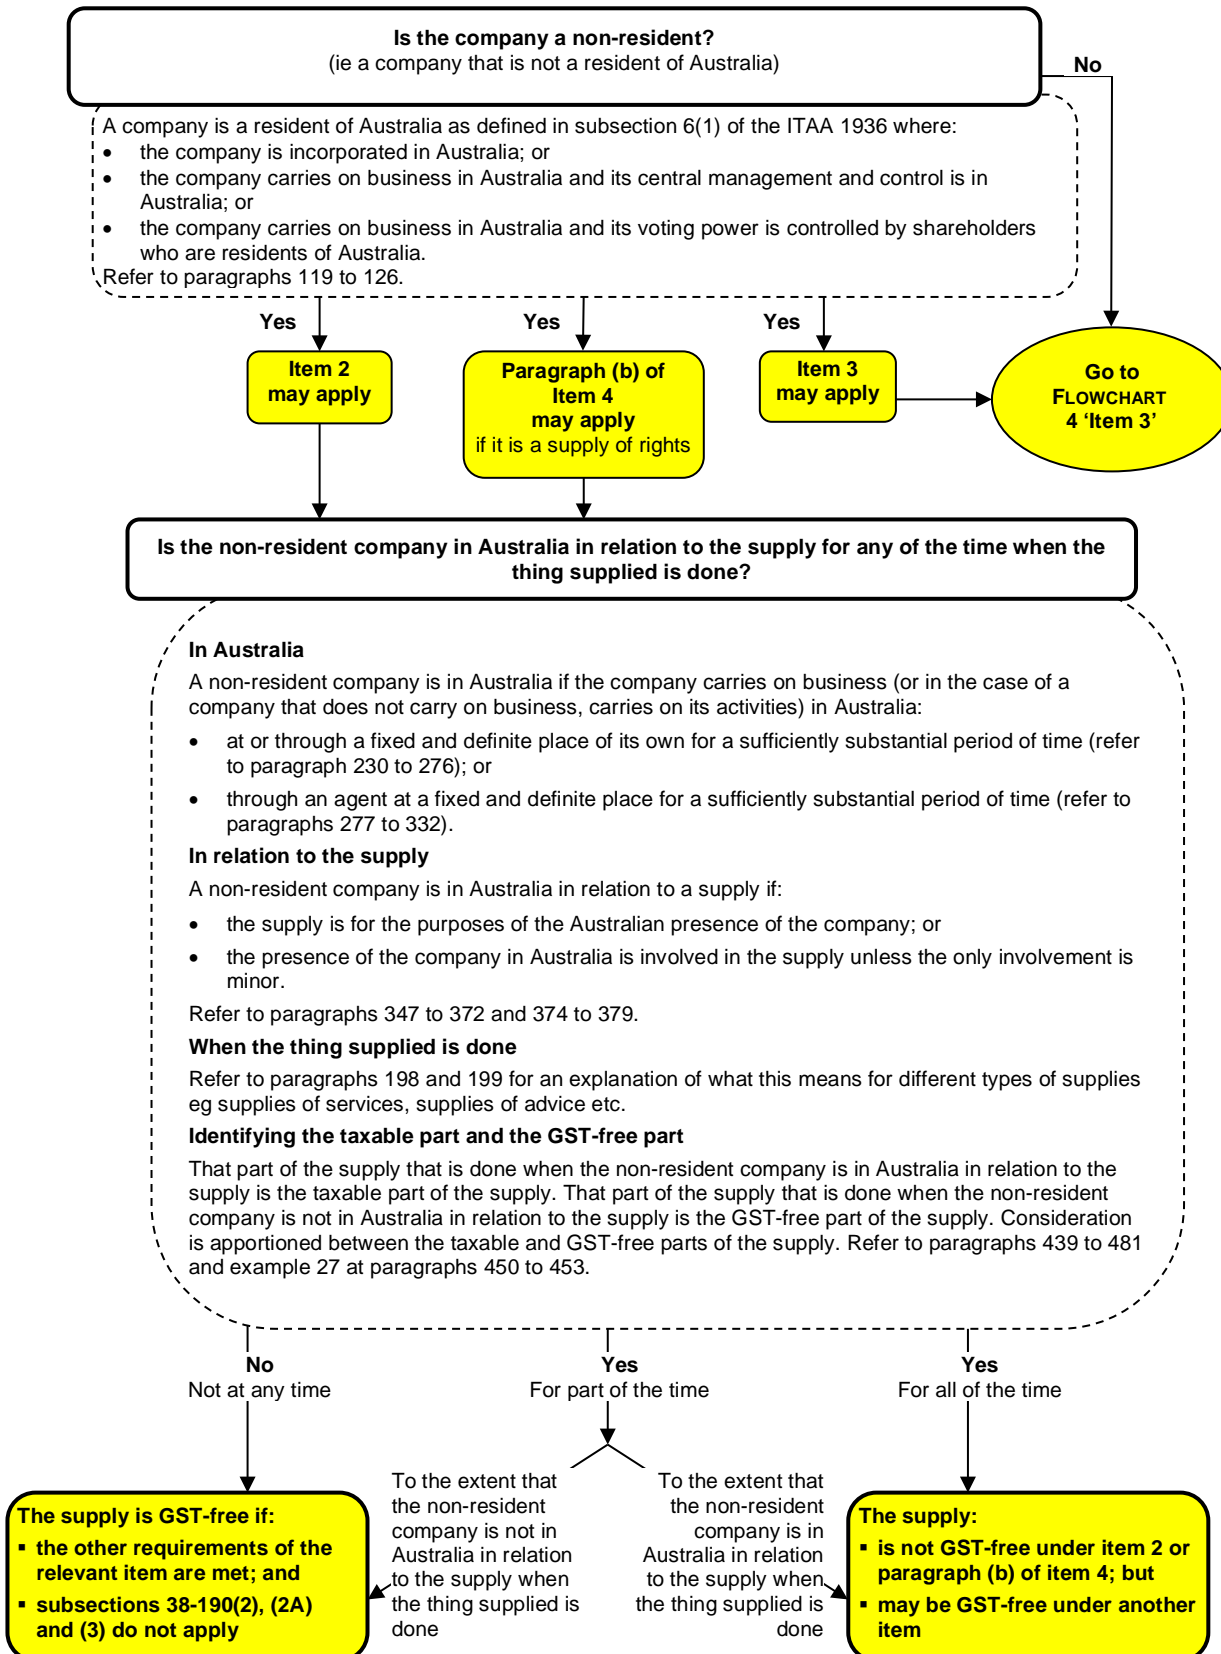 Is the company a non-resident?
(ie a company that is not a resident of Australia)
No
A company is a resident of Australia as defined in subsection 6(1) of the ITAA 1936 where:
• the company is incorporated in Australia; or
• the company carries on business in Australia and its central management and control is in
Australia; or
• the company carries on business in Australia and its voting power is controlled by shareholders
who are residents of Australia.
Refer to paragraphs 119 to 126.
Yes
Yes
Yes
Item 2
may apply
Paragraph (b) of
Item 4
may apply
if it is a supply of rights
Item 3
may apply
Go to
FLOWCHART
4 ‘Item 3’
Is the non-resident company in Australia in relation to the supply for any of the time when the
thing supplied is done?
In Australia
A non-resident company is in Australia if the company carries on business (or in the case of a
company that does not carry on business, carries on its activities) in Australia:
• at or through a fixed and definite place of its own for a sufficiently substantial period of time (refer
to paragraph 230 to 276); or
• through an agent at a fixed and definite place for a sufficiently substantial period of time (refer to
paragraphs 277 to 332).
In relation to the supply
A non-resident company is in Australia in relation to a supply if:
• the supply is for the purposes of the Australian presence of the company; or
• the presence of the company in Australia is involved in the supply unless the only involvement is
minor.
Refer to paragraphs 347 to 372 and 374 to 379.
When the thing supplied is done
Refer to paragraphs 198 and 199 for an explanation of what this means for different types of supplies
eg supplies of services, supplies of advice etc.
Identifying the taxable part and the GST-free part
That part of the supply that is done when the non-resident company is in Australia in relation to the
supply is the taxable part of the supply. That part of the supply that is done when the non-resident
company is not in Australia in relation to the supply is the GST-free part of the supply. Consideration
is apportioned between the taxable and GST-free parts of the supply. Refer to paragraphs 439 to 481
and example 27 at paragraphs 450 to 453.
No
Not at any time
Yes
For part of the time
Yes
For all of the time
The supply is GST-free if:
▪ the other requirements of the
relevant item are met; and
▪ subsections 38-190(2), (2A)
and (3) do not apply
To the extent that
the non-resident
company is not in
Australia in relation
to the supply when
the thing supplied is
done
To the extent that
the non-resident
company is in
Australia in relation
to the supply when
the thing supplied is
done
The supply:
▪ is not GST-free under item 2 or
paragraph (b) of item 4; but
▪ may be GST-free under another
item